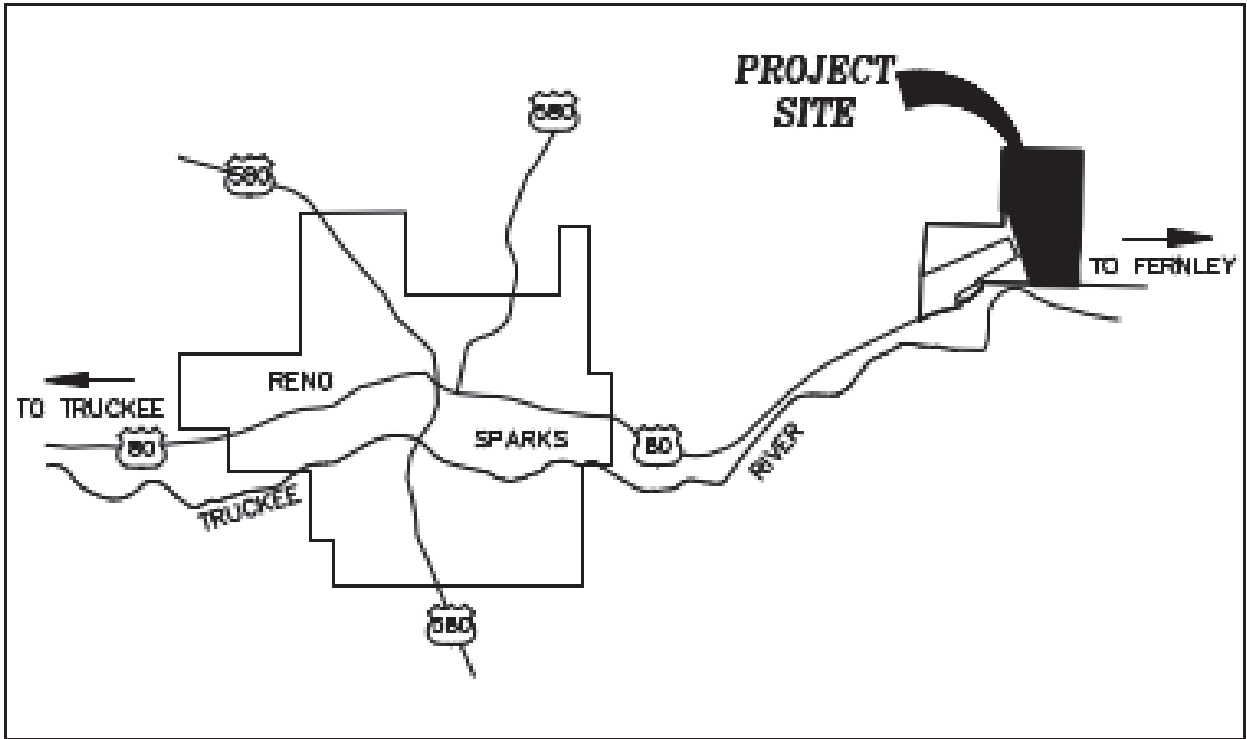 PROJECT
SITE
580
580
TO FERNLEY
RENO
TO TRUCKEE
SPARKS
80
80
RIVER
TRUCKEE
580